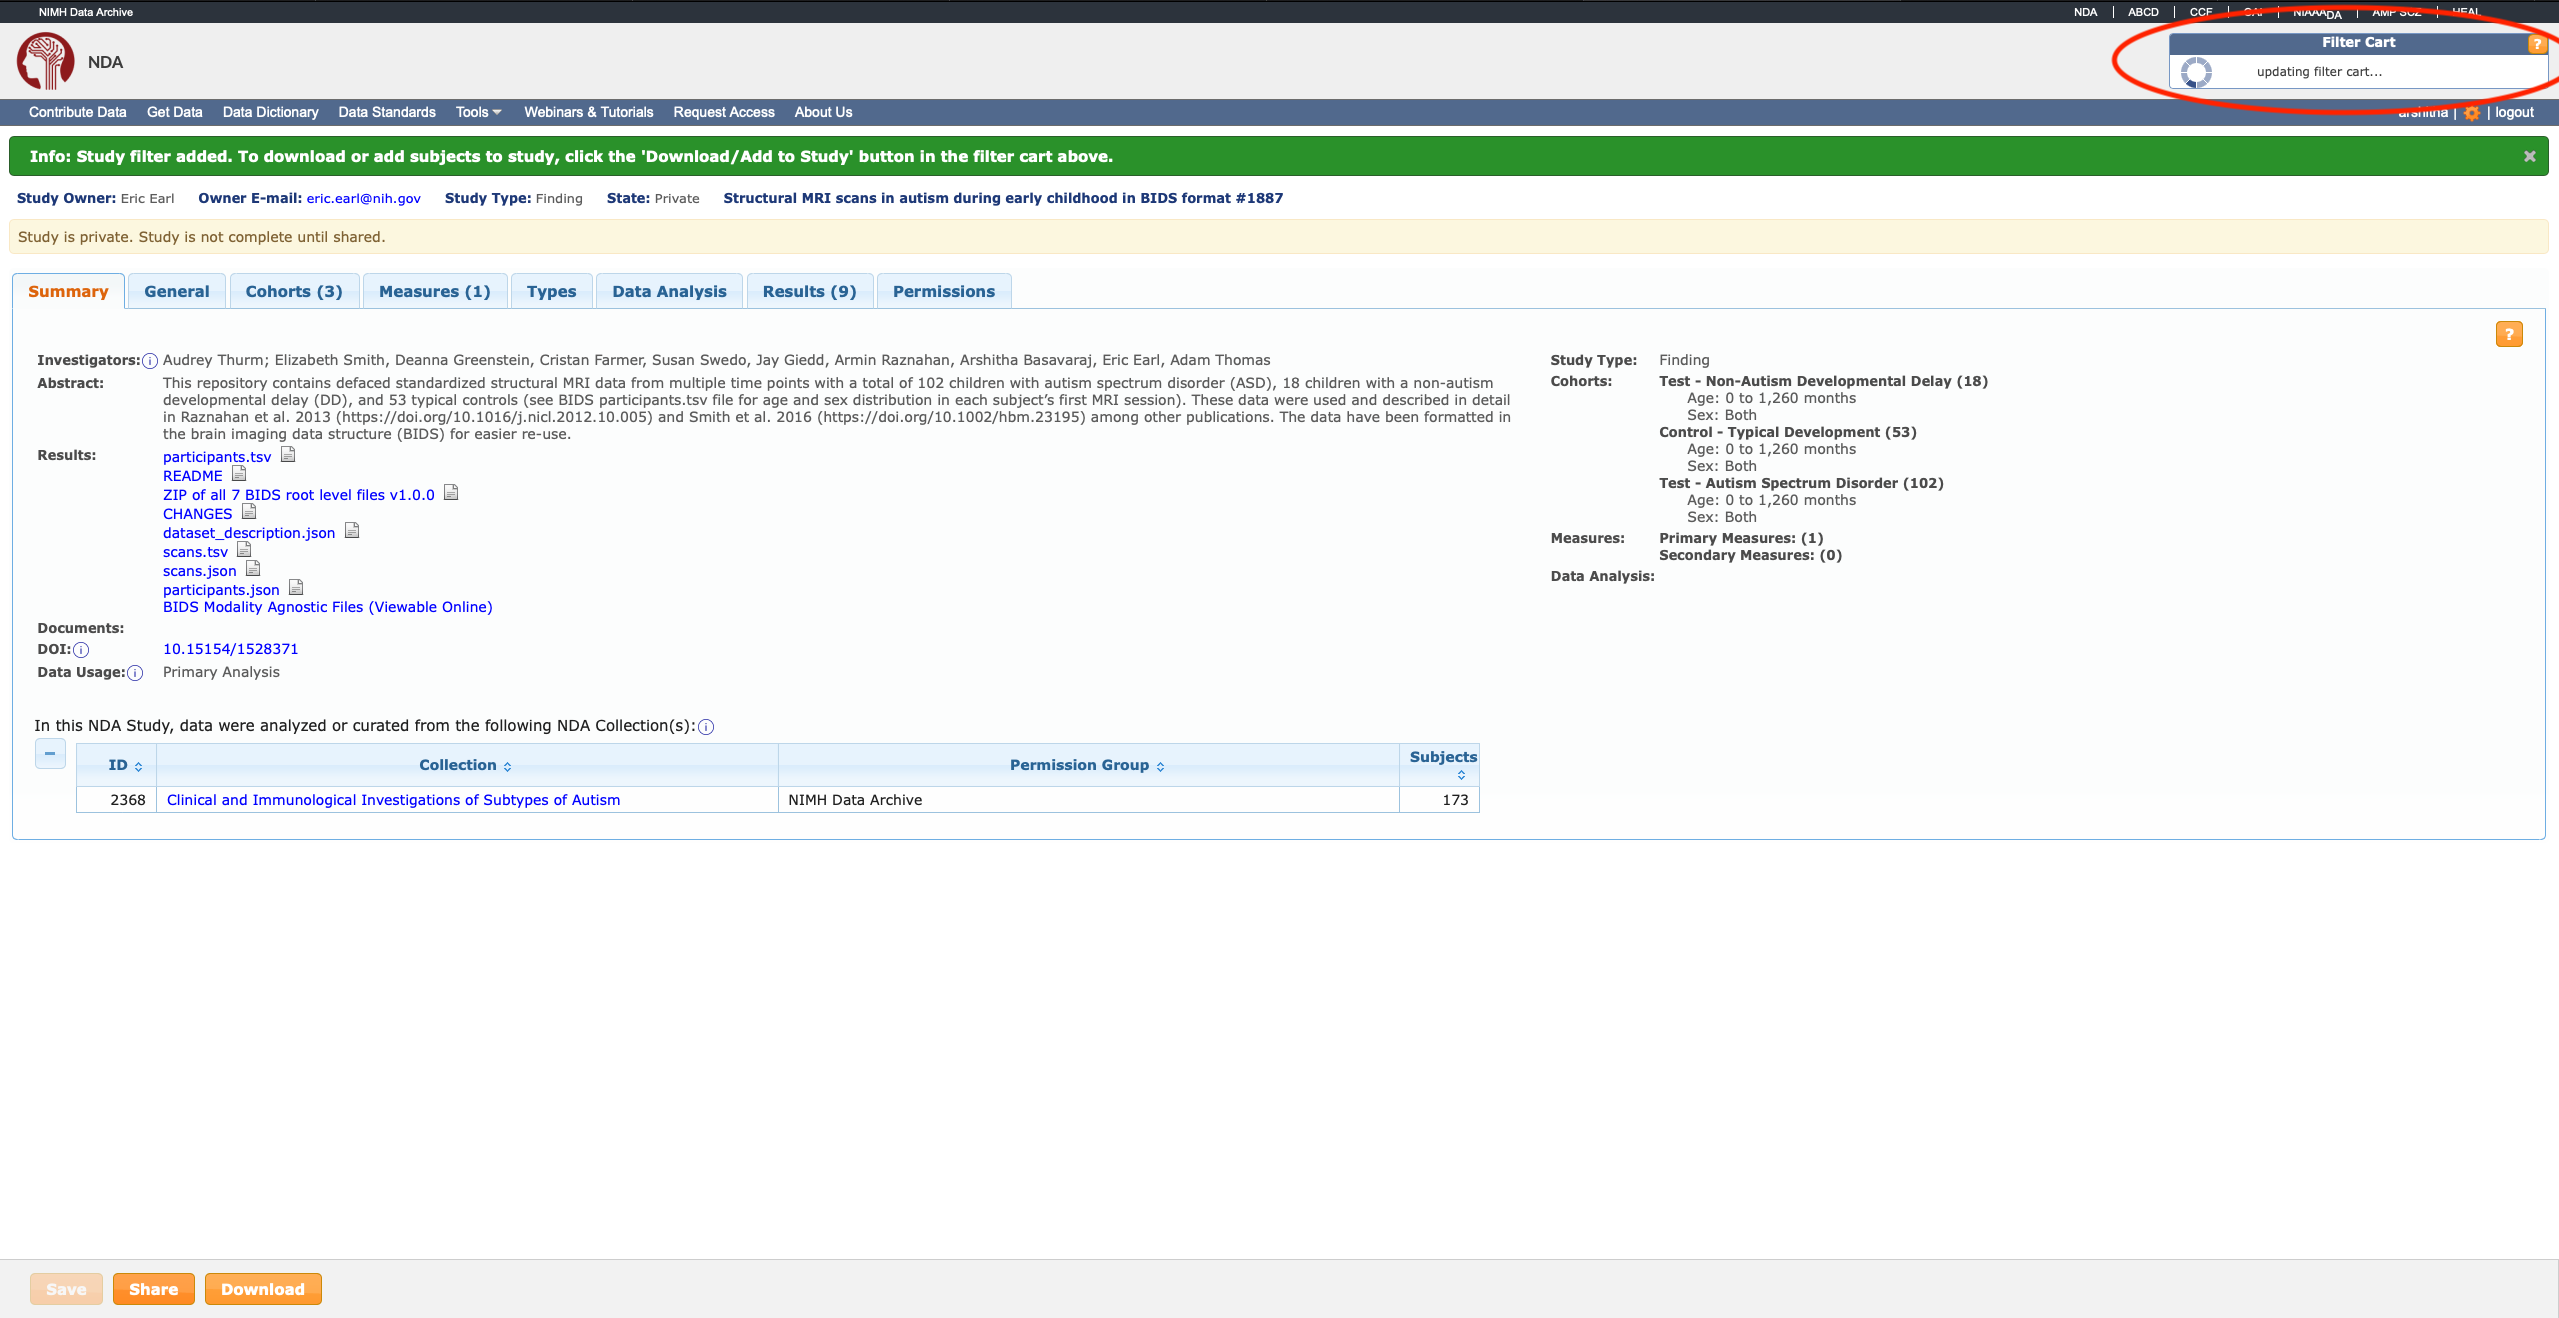 NIMH Data Archive
NDA | ABCD | CCF | | NIAAADA | AMP SCZ | HEAL
NDA
Filter Cart ?
updating filter cart...
Contribute Data Get Data Data Dictionary Data Standards Tools Webinars & Tutorials Request Access About Us arshitha | | logout
Info: Study filter added. To download or add subjects to study, click the 'Download/Add to Study' button in the filter cart above.
Study Owner: Eric Earl Owner E-mail: eric.earl@nih.gov Study Type: Finding State: Private Structural MRI scans in autism during early childhood in BIDS format #1887
Study is private. Study is not complete until shared.
Summary General Cohorts (3) Measures (1) Types Data Analysis Results (9) Permissions
?
Investigators: Audrey Thurm; Elizabeth Smith, Deanna Greenstein, Cristan Farmer, Susan Swedo, Jay Giedd, Armin Raznahan, Arshitha Basavaraj, Eric Earl, Adam Thomas
Abstract: This repository contains defaced standardized structural MRI data from multiple time points with a total of 102 children with autism spectrum disorder (ASD), 18 children with a non-autism
developmental delay (DD), and 53 typical controls (see BIDS participants.tsv file for age and sex distribution in each subject's first MRI session). These data were used and described in detail
in Raznahan et al. 2013 (https://doi.org/10.1016/j.nicl.2012.10.005) and Smith et al. 2016 (https://doi.org/10.1002/hbm.23195) among other publications. The data have been formatted in
the brain imaging data structure (BIDS) for easier re-use.
Results: participants.tsv
README
ZIP of all 7 BIDS root level files v1.0.0
CHANGES
dataset_description.json
scans.tsv
scans.json
participants.json
BIDS Modality Agnostic Files (Viewable Online)
Documents:
DOI: 10.15154/1528371
Data Usage: Primary Analysis
Study Type: Finding
Cohorts: Test - Non-Autism Developmental Delay (18)
Age: 0 to 1,260 months
Sex: Both
Control - Typical Development (53)
Age: 0 to 1,260 months
Sex: Both
Test - Autism Spectrum Disorder (102)
Age: 0 to 1,260 months
Sex: Both
Measures: Primary Measures: (1)
Secondary Measures: (0)
Data Analysis:
In this NDA Study, data were analyzed or curated from the following NDA Collection(s):
ID Collection Permission Group Subjects
2368 Clinical and Immunological Investigations of Subtypes of Autism NIMH Data Archive 173
Save Share Download